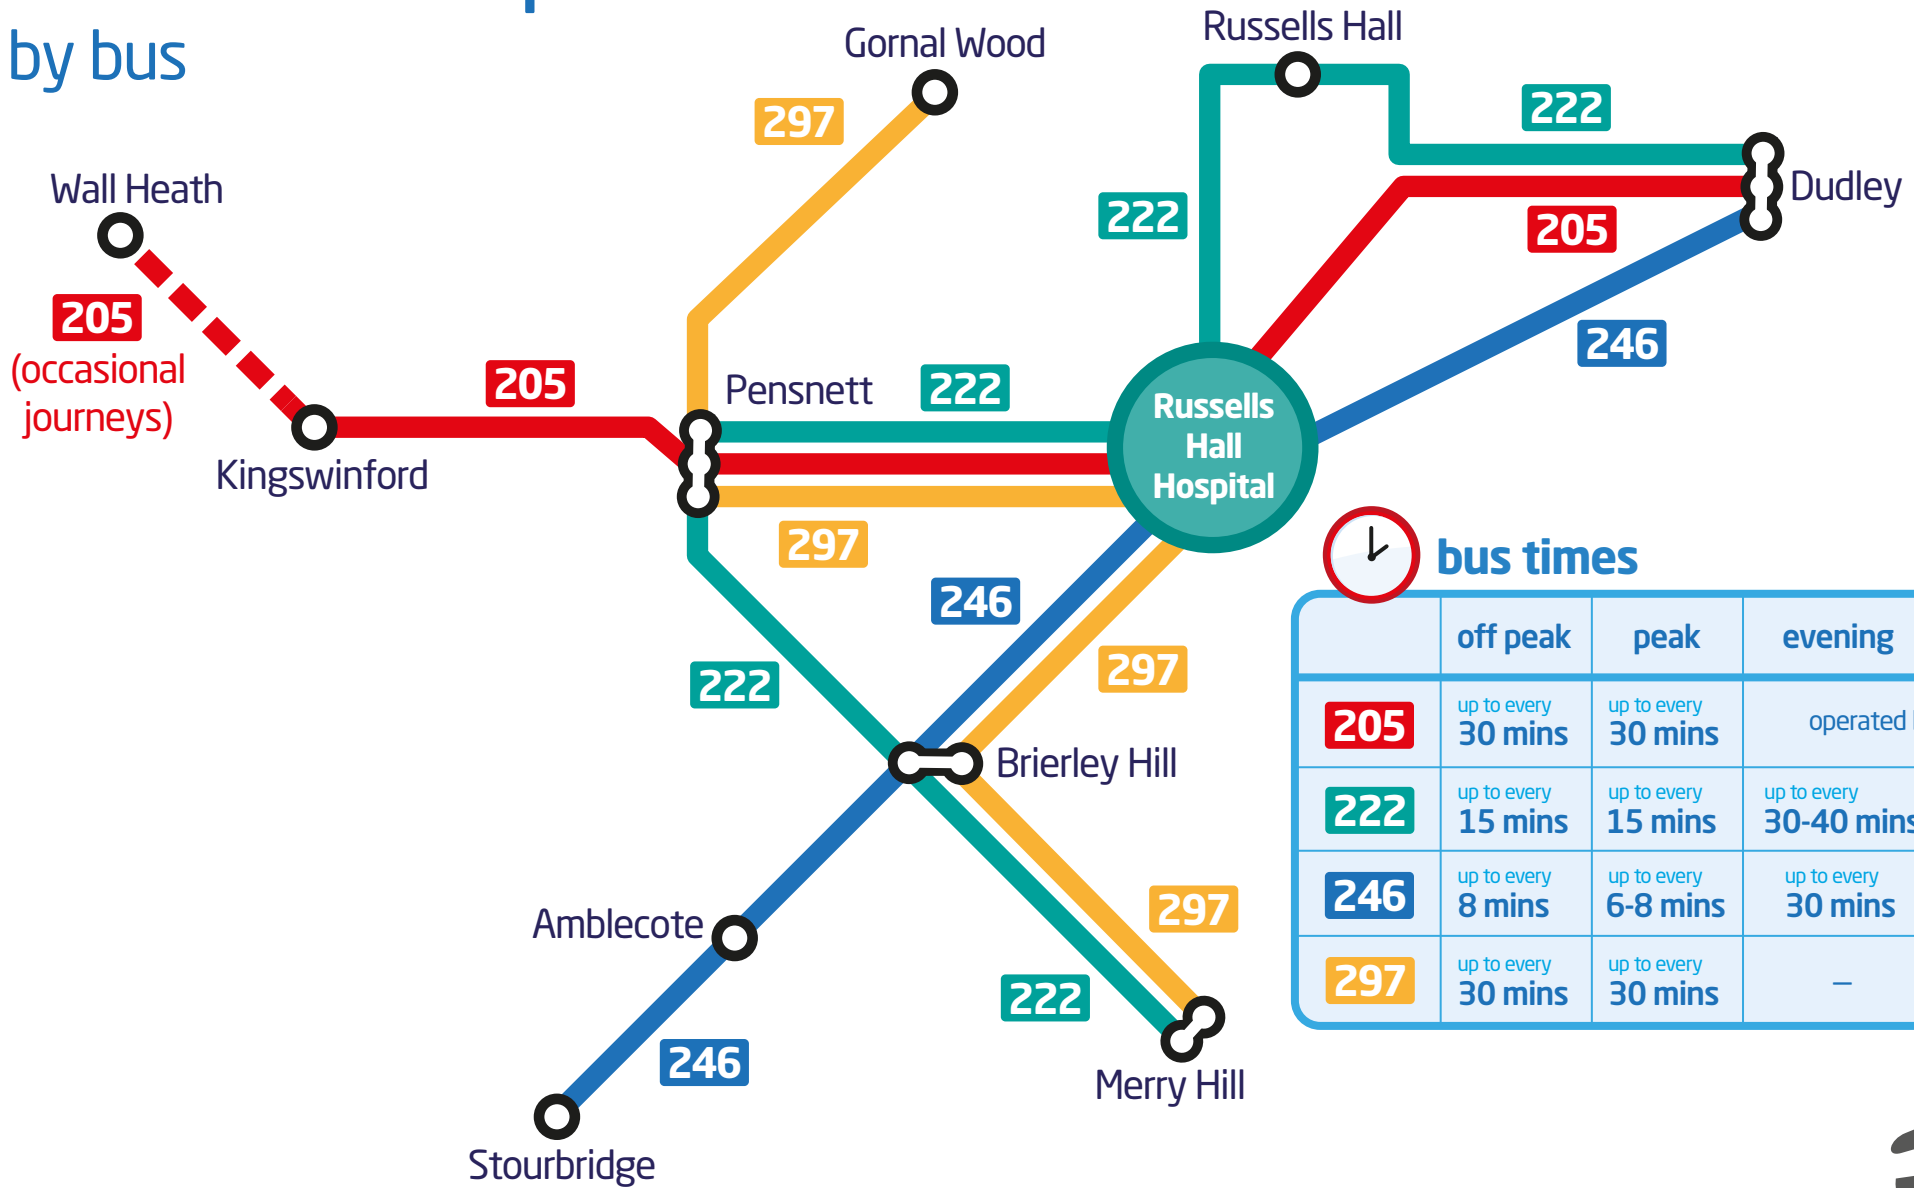 by bus
Gornal Wood
Russells Hall
297
222
Wall Heath
Dudley
222
205
205
(occasional
journeys)
246
205
Pensnett
222
Russells
Hall
Hospital
Kingswinford
297
246
222
297
Brierley Hill
Amblecote
297
222
246
Merry Hill
Stourbridge
bus times
off peak peak evening
205 up to every 30 mins up to every 30 mins operated
222 up to every 15 mins up to every 15 mins up to every 30-40 mins
246 up to every 8 mins up to every 6-8 mins up to every 30 mins
297 up to every 30 mins up to every 30 mins –